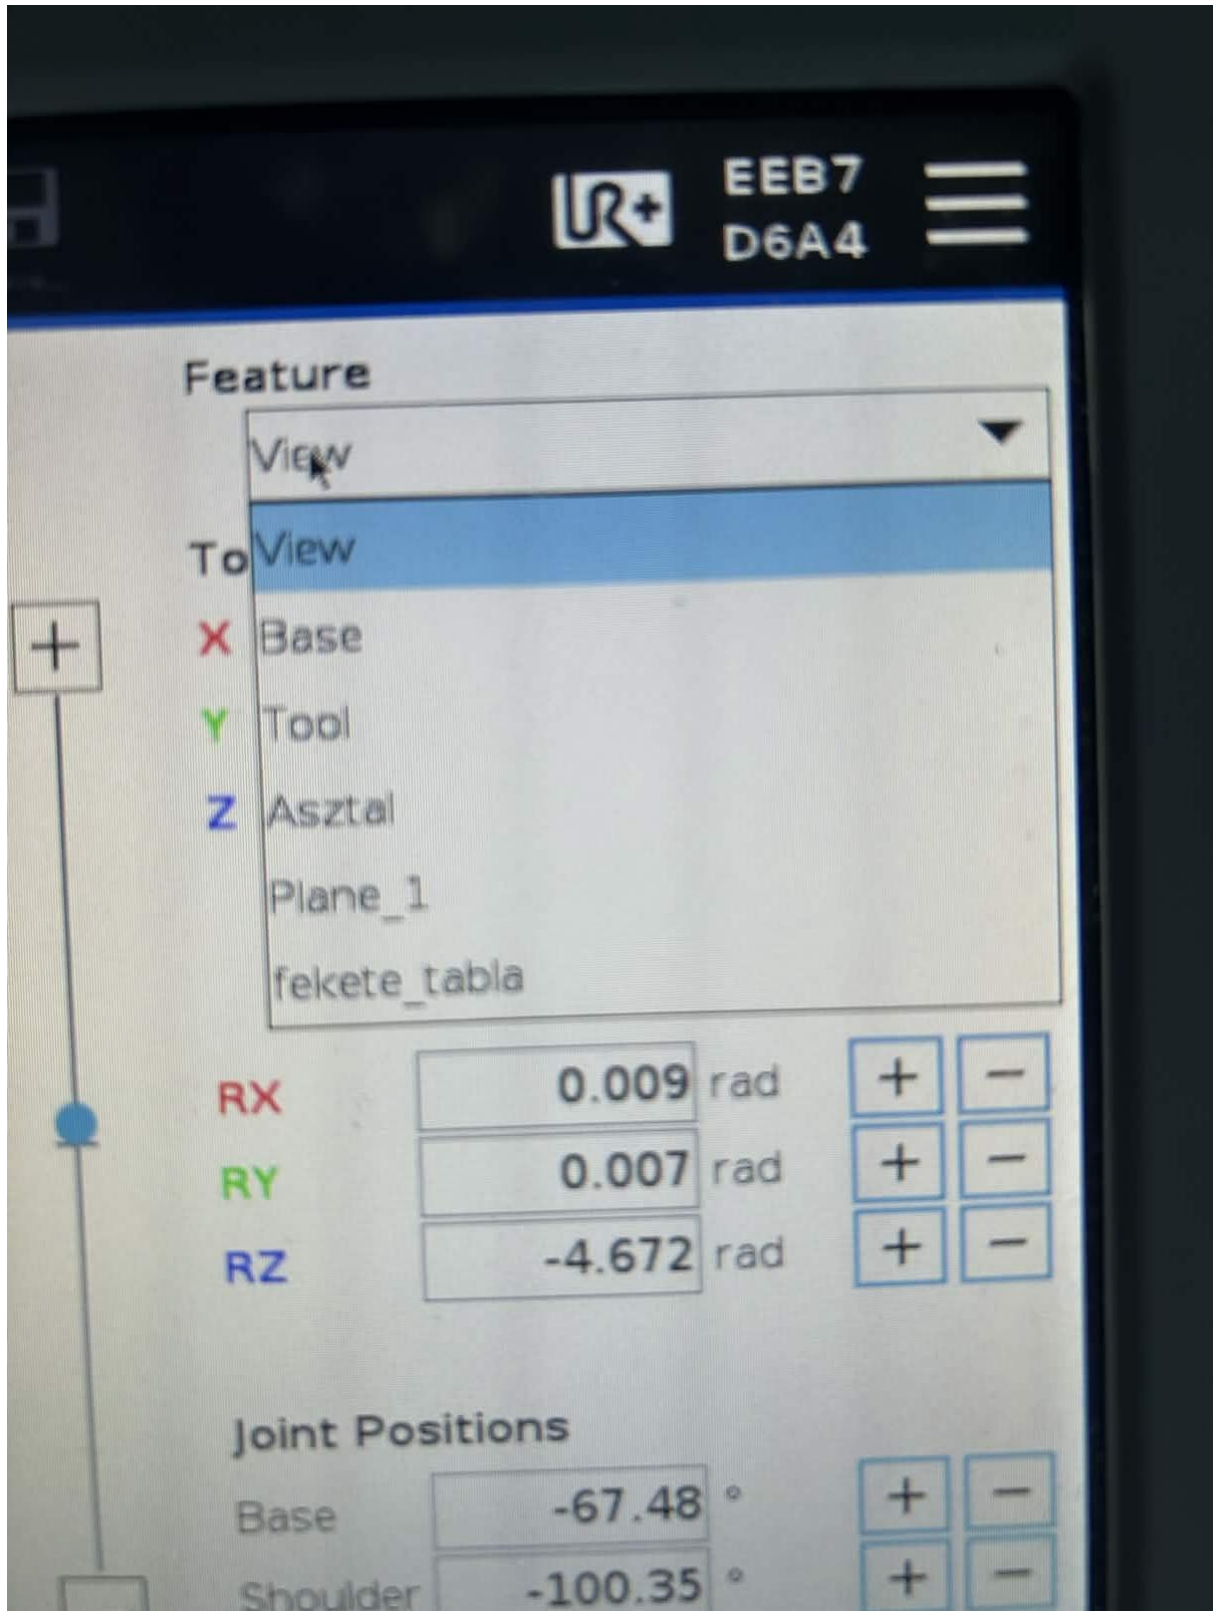 UR+
EEB7
D6A4
Feature
View
To
View
X Base
Y Tool
Z Asztal
Plane_1
fekete_tabla
RX 0.009 rad + −
RY 0.007 rad + −
RZ -4.672 rad + −
Joint Positions
Base -67.48 ° + −
Shoulder -100.35 ° + −